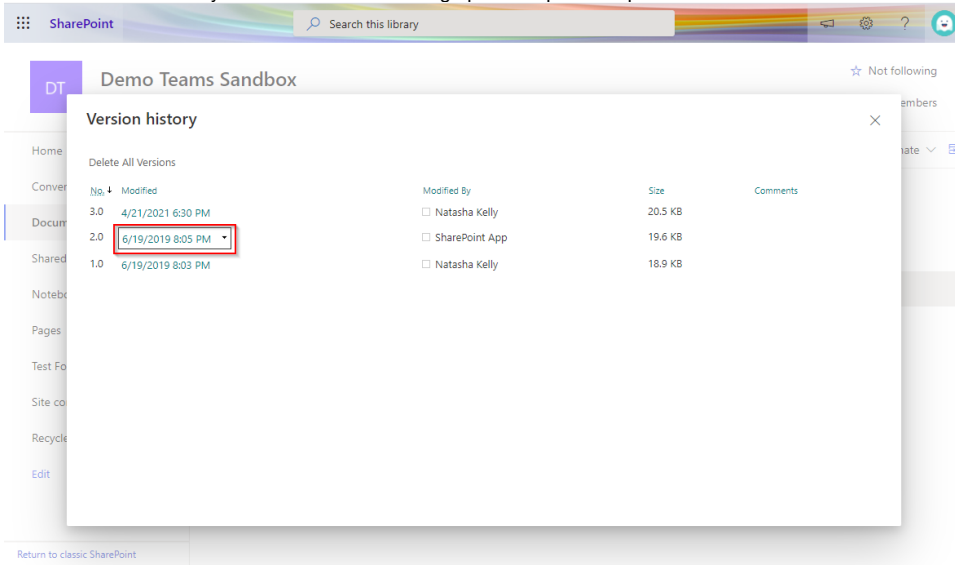 SharePoint Search this library ?
DT Demo Teams Sandbox Not following
Version history
Delete All Versions
No. Modified Modified By Size Comments
3.0 4/21/2021 6:30 PM Natasha Kelly 20.5 KB
2.0 6/19/2019 8:05 PM SharePoint App 19.6 KB
1.0 6/19/2019 8:03 PM Natasha Kelly 18.9 KB
Home
Conver
Docum
Shared
Notebo
Pages
Test Fo
Site co
Recycle
Edit
Return to classic SharePoint